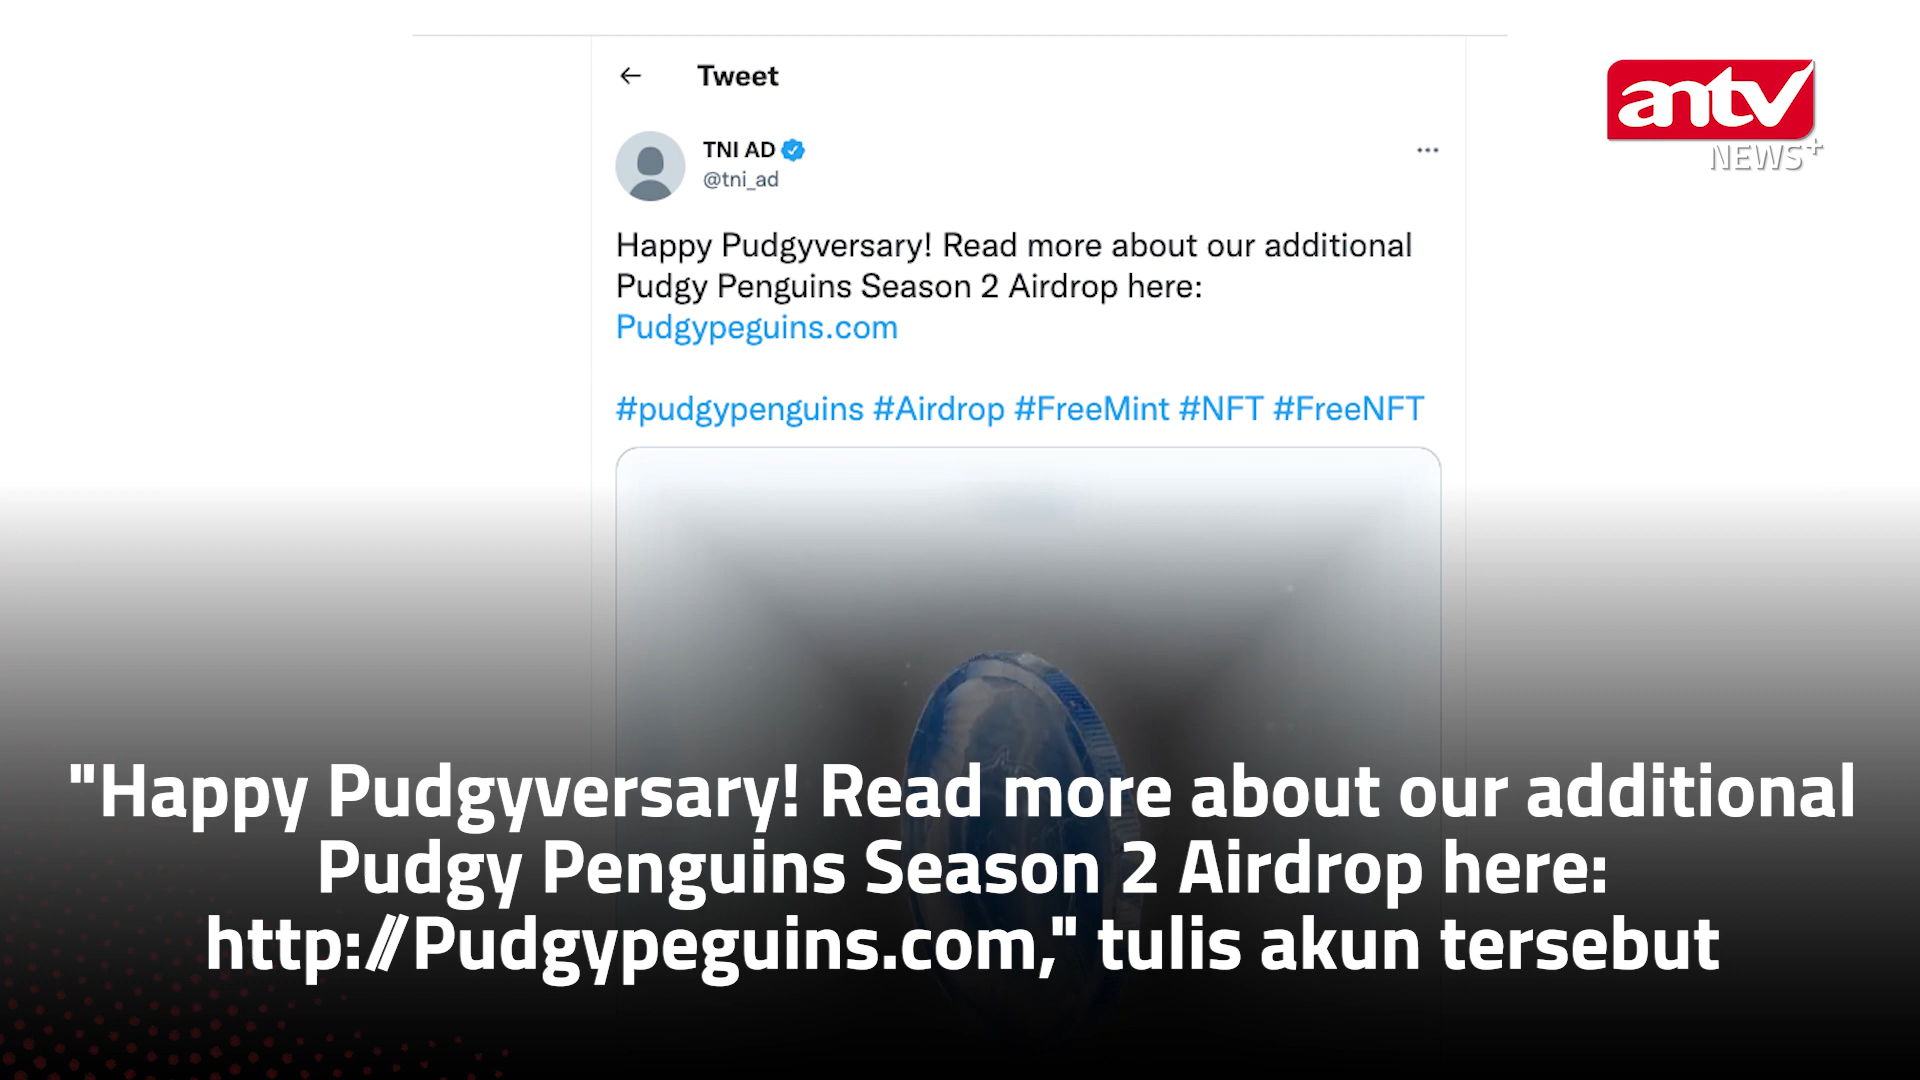 Tweet
antv
NEWS+
TNI AD
@tni_ad
Happy Pudgyversary! Read more about our additional
Pudgy Penguins Season 2 Airdrop here:
Pudgypeguins.com
#pudgypenguins #Airdrop #FreeMint #NFT #FreeNFT
"Happy Pudgyversary! Read more about our additional
Pudgy Penguins Season 2 Airdrop here:
http://Pudgypeguins.com," tulis akun tersebut